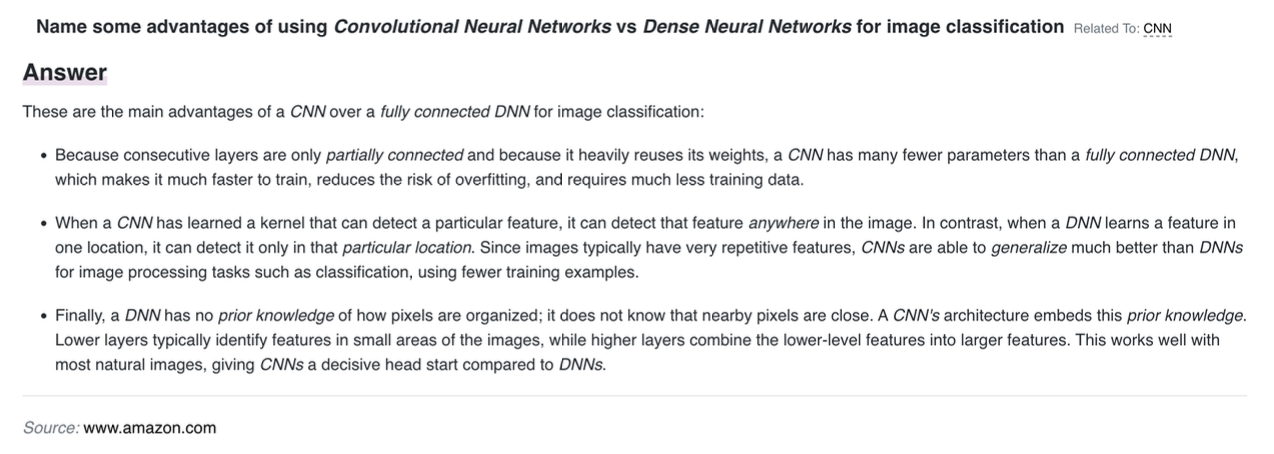 Name some advantages of using Convolutional Neural Networks vs Dense Neural Networks for image classification Related To: CNN
Answer
These are the main advantages of a CNN over a fully connected DNN for image classification:
• Because consecutive layers are only partially connected and because it heavily reuses its weights, a CNN has many fewer parameters than a fully connected DNN,
which makes it much faster to train, reduces the risk of overfitting, and requires much less training data.
• When a CNN has learned a kernel that can detect a particular feature, it can detect that feature anywhere in the image. In contrast, when a DNN learns a feature in
one location, it can detect it only in that particular location. Since images typically have very repetitive features, CNNs are able to generalize much better than DNNs
for image processing tasks such as classification, using fewer training examples.
• Finally, a DNN has no prior knowledge of how pixels are organized; it does not know that nearby pixels are close. A CNN's architecture embeds this prior knowledge.
Lower layers typically identify features in small areas of the images, while higher layers combine the lower-level features into larger features. This works well with
most natural images, giving CNNs a decisive head start compared to DNNs.
Source: www.amazon.com